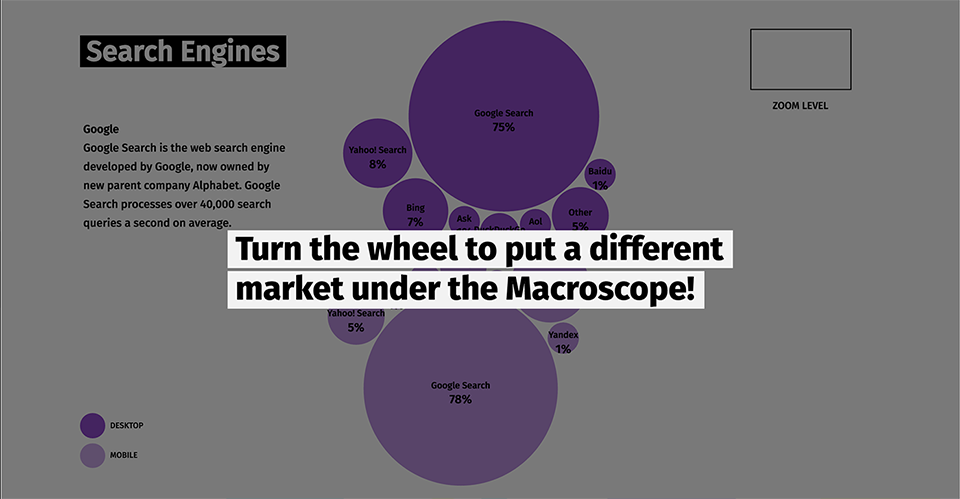 Search Engines
ZOOM LEVEL
Google
Google Search is the web search engine
developed by Google, now owned by
new parent company Alphabet. Google
Search processes over 40,000 search
queries a second on average.
Google Search
75%
Yahoo! Search
8%
Baidu
1%
Bing
7%
Ask
DuckDuckGo
Aol
Other
5%
Turn the wheel to put a different
market under the Macroscope!
Yahoo! Search
5%
Yandex
1%
Google Search
78%
DESKTOP
MOBILE